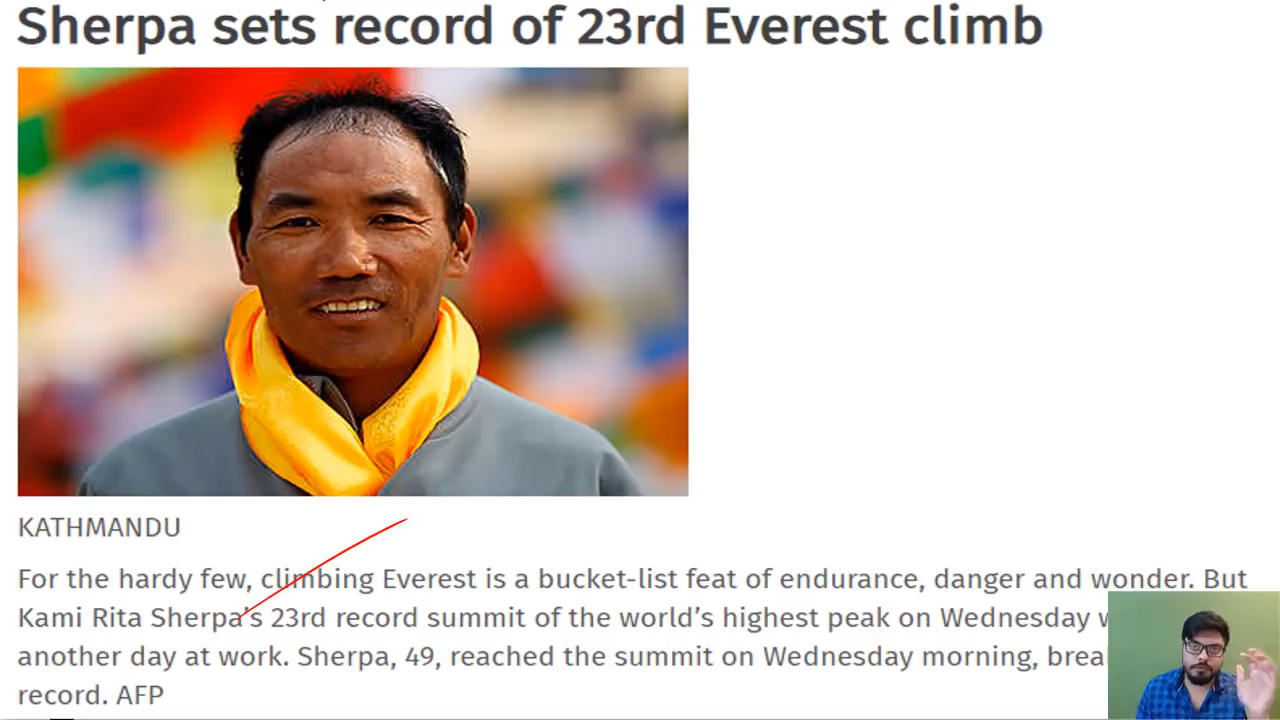 Sherpa sets record of 23rd Everest climb
KATHMANDU
For the hardy few, climbing Everest is a bucket-list feat of endurance, danger and wonder. But
Kami Rita Sherpa’s 23rd record summit of the world’s highest peak on Wednesday
another day at work. Sherpa, 49, reached the summit on Wednesday morning,
record. AFP